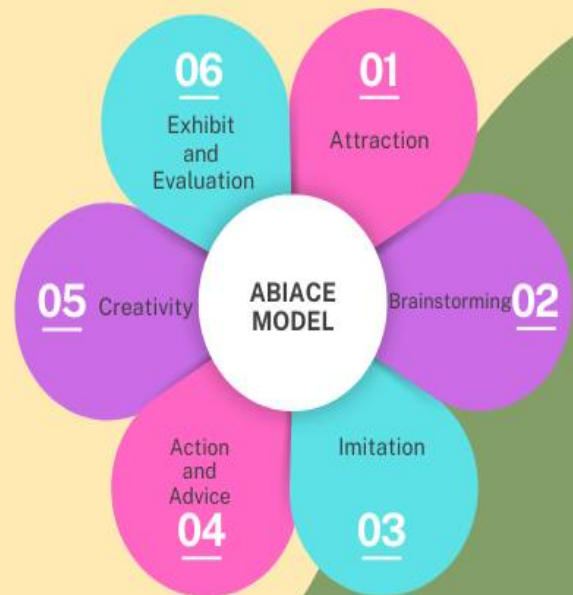 ABIACE
MODEL
01
Attraction
Brainstorming 02
Imitation
03
Action
and
Advice
04
05 Creativity
06
Exhibit
and
Evaluation